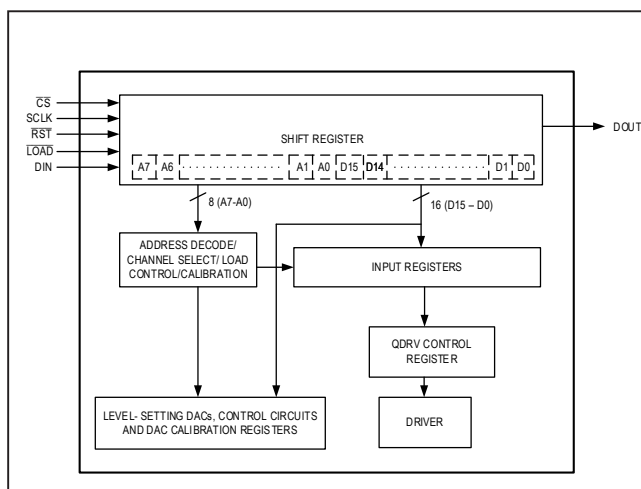 CS
SCLK
RST
LOAD
DIN
SHIFT REGISTER
DOUT
A7 A6 A1 A0 D15 D14 D1 D0
8 (A7-A0)
16 (D15 – D0)
ADDRESS DECODE/
CHANNEL SELECT/ LOAD
CONTROL/CALIBRATION
INPUT REGISTERS
QDRV CONTROL
REGISTER
LEVEL- SETTING DACs, CONTROL CIRCUITS
AND DAC CALIBRATION REGISTERS
DRIVER